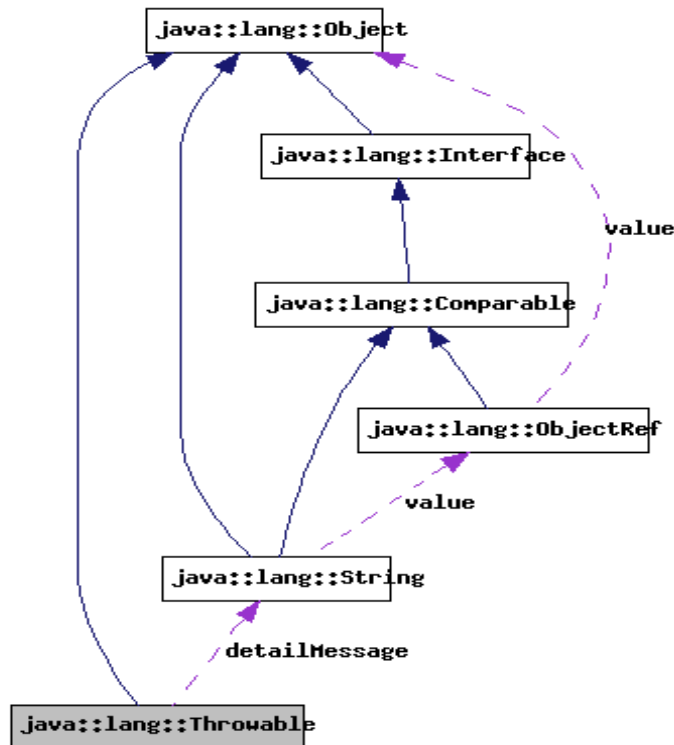 java::lang::Object
java::lang::Interface
value
java::lang::Comparable
java::lang::ObjectRef
value
java::lang::String
detailMessage
java::lang::Throwable